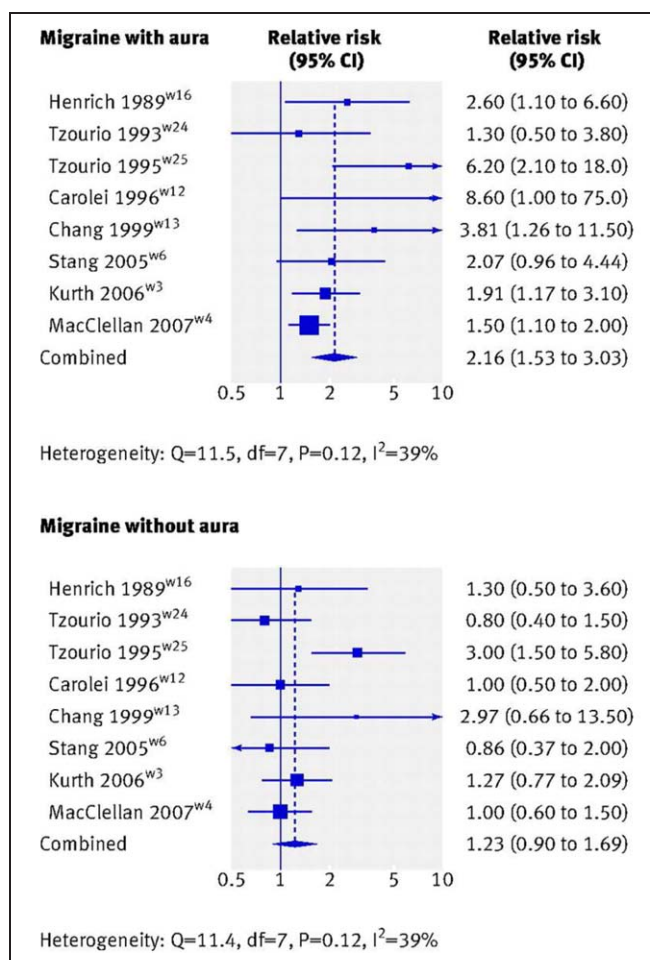 Migraine with aura Relative risk (95% CI) Relative risk (95% CI)
Henrich 1989w16 2.60 (1.10 to 6.60)
Tzourio 1993w24 1.30 (0.50 to 3.80)
Tzourio 1995w25 6.20 (2.10 to 18.0)
Carolei 1996w12 8.60 (1.00 to 75.0)
Chang 1999w13 3.81 (1.26 to 11.50)
Stang 2005w6 2.07 (0.96 to 4.44)
Kurth 2006w3 1.91 (1.17 to 3.10)
MacClellan 2007w4 1.50 (1.10 to 2.00)
Combined 2.16 (1.53 to 3.03)
0.5 1 2 5 10
Heterogeneity: Q=11.5, df=7, P=0.12, I²=39%
Migraine without aura
Henrich 1989w16 1.30 (0.50 to 3.60)
Tzourio 1993w24 0.80 (0.40 to 1.50)
Tzourio 1995w25 3.00 (1.50 to 5.80)
Carolei 1996w12 1.00 (0.50 to 2.00)
Chang 1999w13 2.97 (0.66 to 13.50)
Stang 2005w6 0.86 (0.37 to 2.00)
Kurth 2006w3 1.27 (0.77 to 2.09)
MacClellan 2007w4 1.00 (0.60 to 1.50)
Combined 1.23 (0.90 to 1.69)
0.5 1 2 5 10
Heterogeneity: Q=11.4, df=7, P=0.12, I²=39%